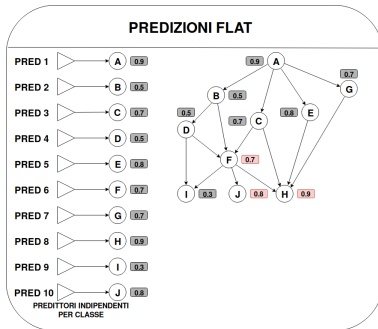 PREDIZIONI FLAT
PRED 1 A 0.9
PRED 2 B 0.5
PRED 3 C 0.7
PRED 4 D 0.5
PRED 5 E 0.8
PRED 6 F 0.7
PRED 7 G 0.7
PRED 8 H 0.9
PRED 9 I 0.3
PRED 10 J 0.8
PREDITTORI INDIPENDENTI
PER CLASSE
0.9 A
0.7
G
B 0.5
0.5
0.8 E
0.7 C
D
F 0.7
I 0.3 J 0.8 H 0.9